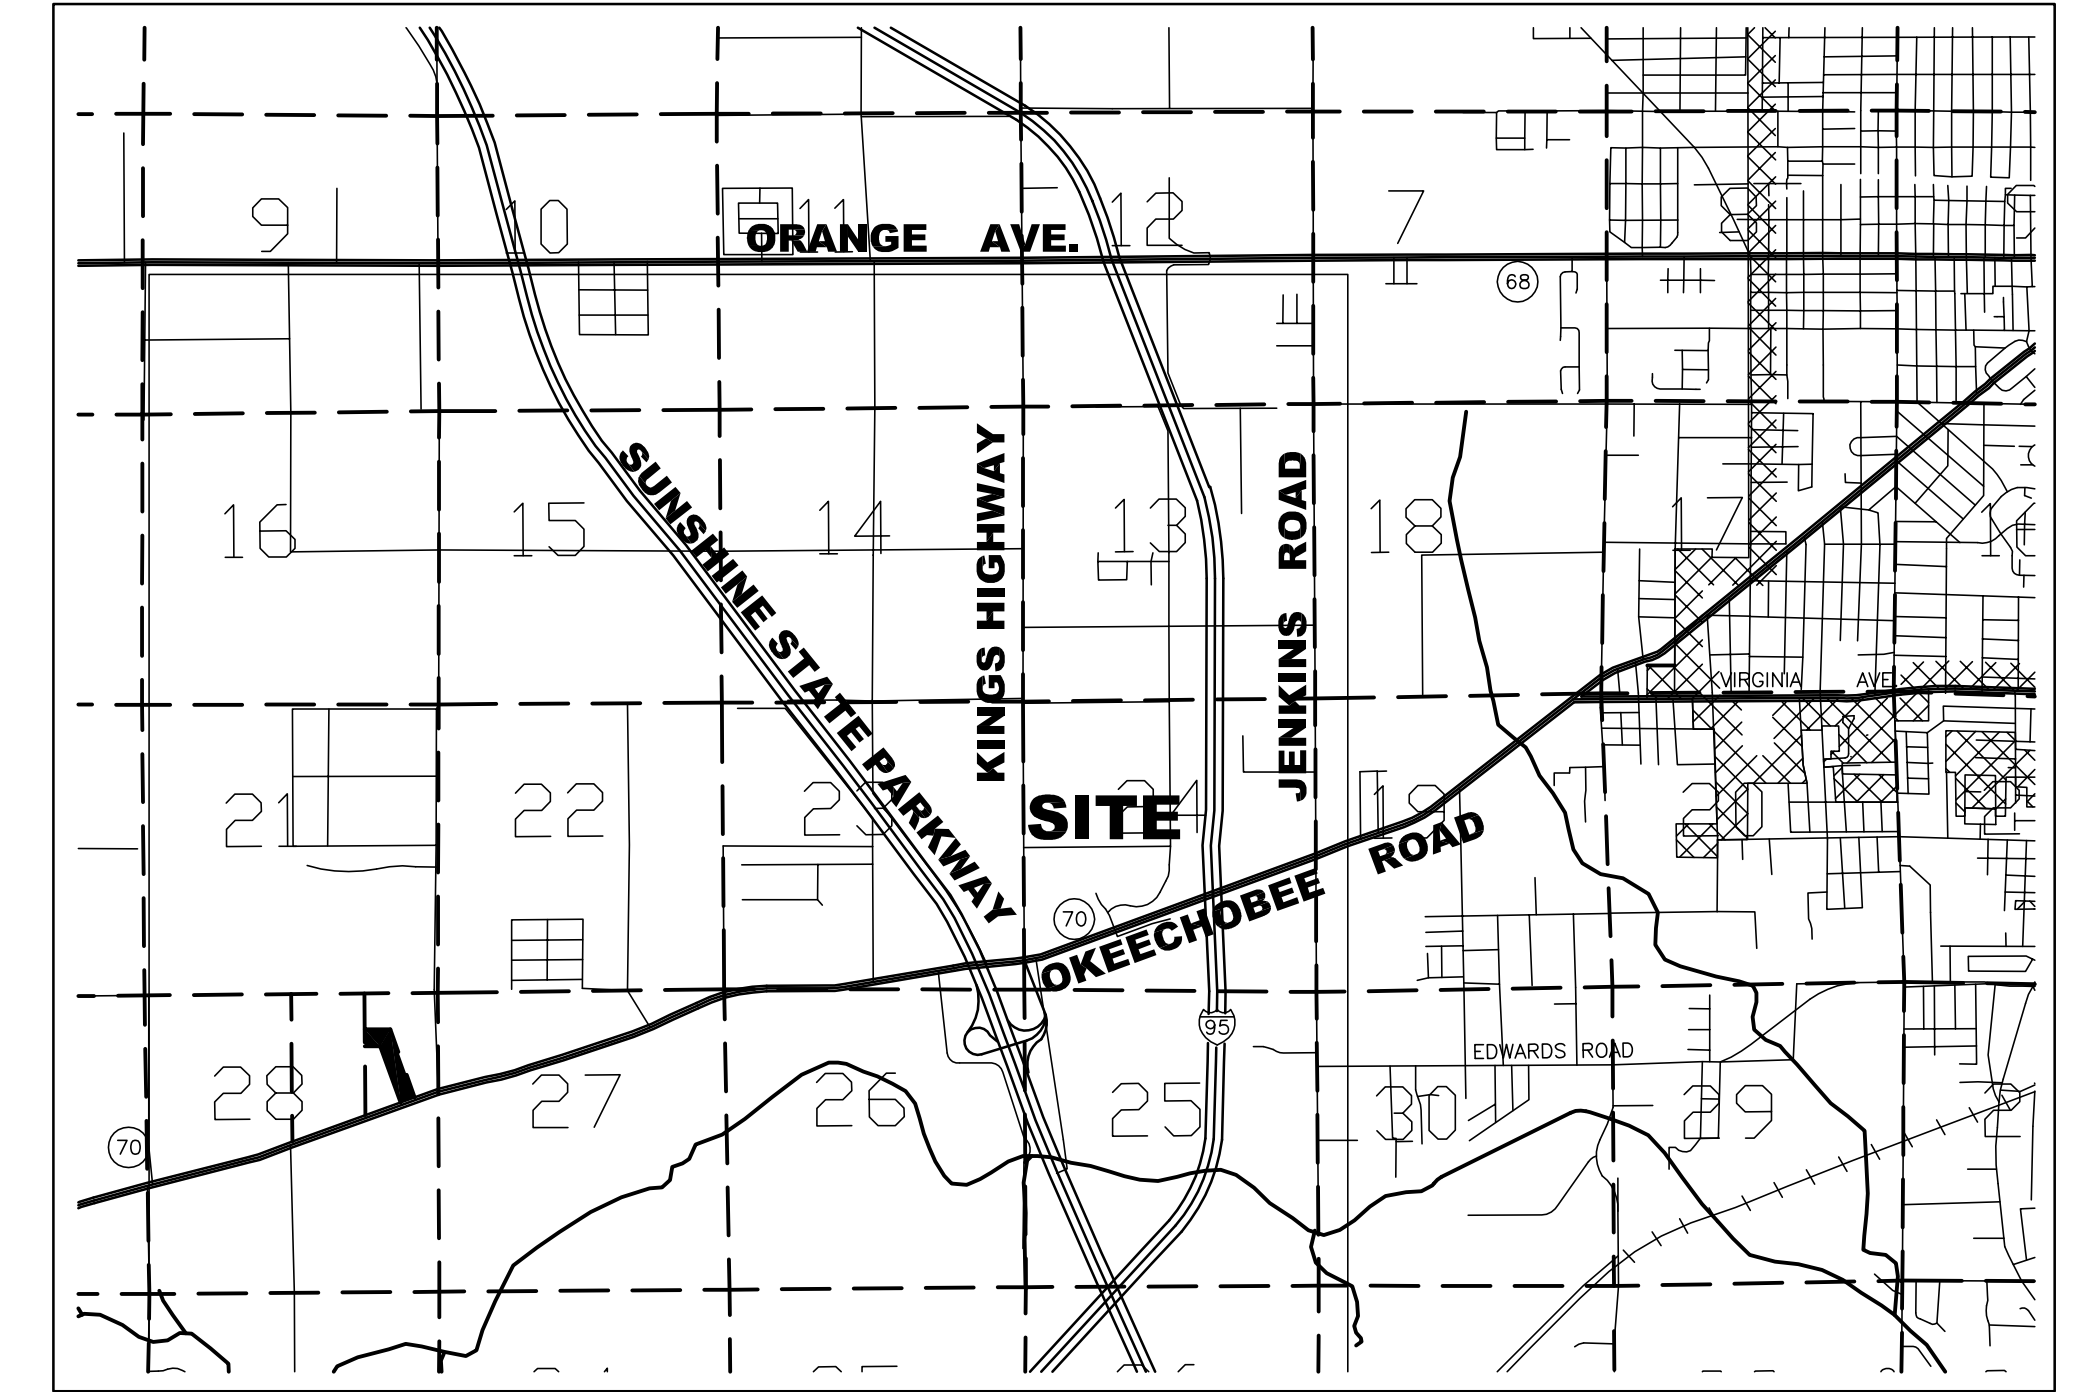 9 10 11 12 7
ORANGE AVE.
68
16 15 14 13 18 17
SUNSHINE STATE PARKWAY
KINGS HIGHWAY
JENKINS ROAD
VIRGINIA AVE.
21 22
SITE
OKEECHOBEE ROAD
70
95
EDWARDS ROAD
28 27 26 25 30 29
70